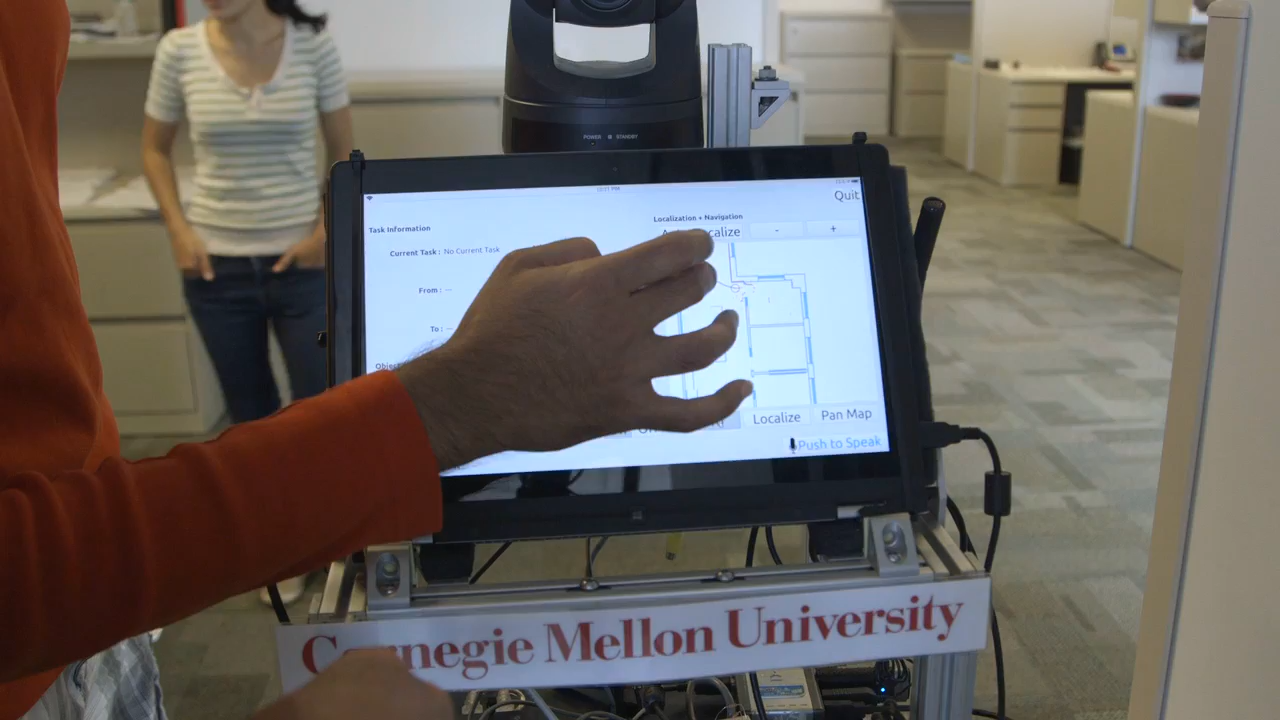 POWER STANDBY
Quit
Task Information
Localization + Navigation
- +
Current Task : No Current Task
From : ---
To : ---
Localize
Pan Map
Push to Speak
Carnegie Mellon University